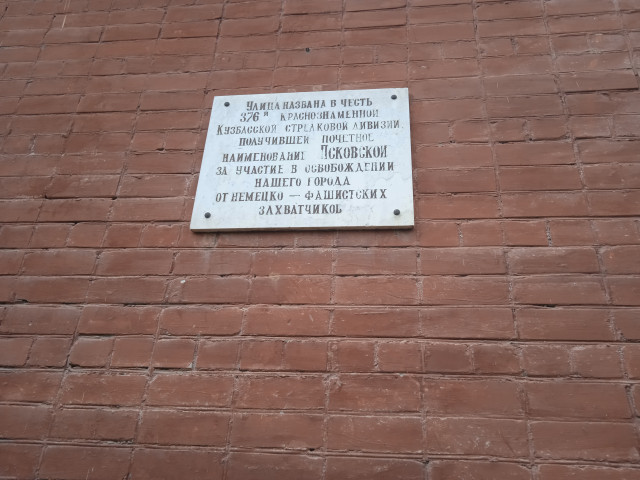 Улица названа в честь
376й Краснознаменной
Кузбасской стрелковой дивизии
получившей почетное
наименование Псковской
за участие в освобождении
нашего города
от немецко – фашистских
захватчиков